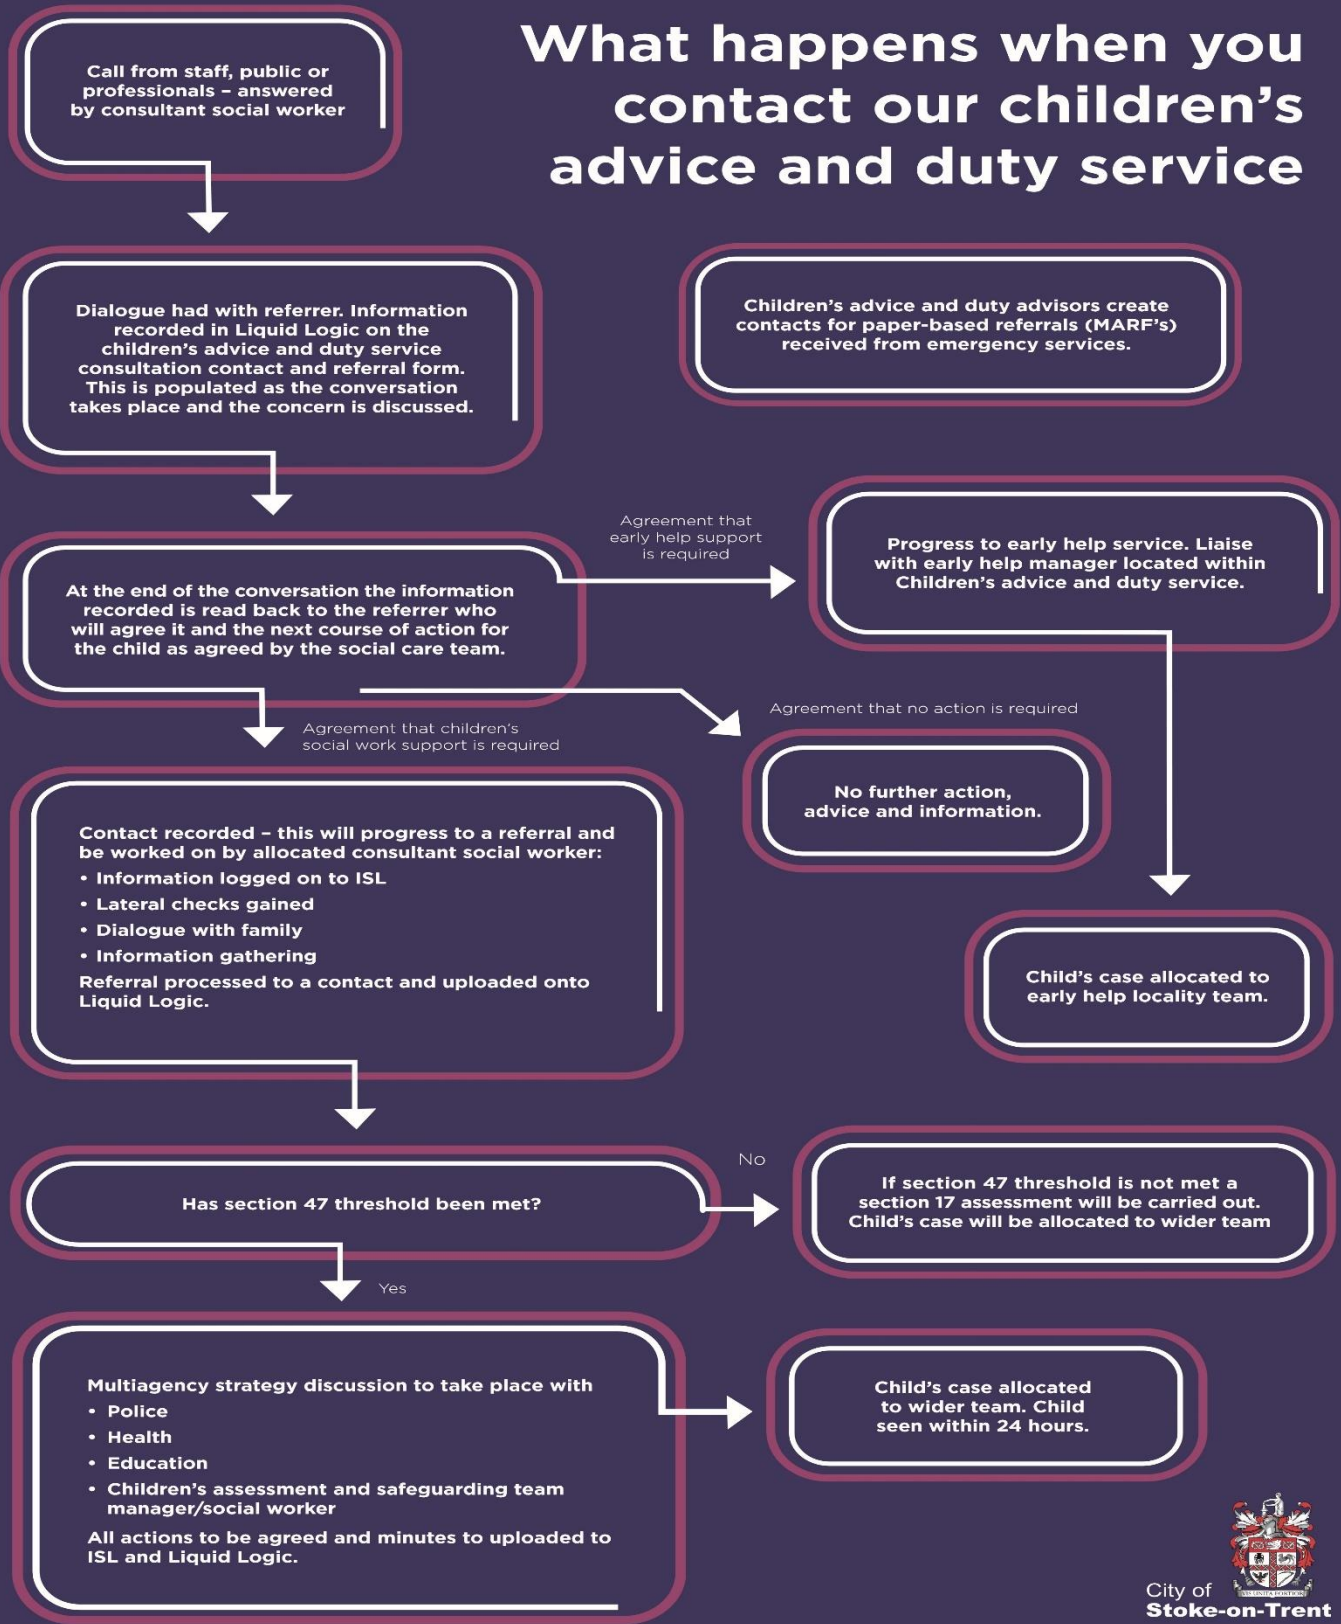 What happens when you
contact our children's
advice and duty service
Call from staff, public or
professionals – answered
by consultant social worker
Dialogue had with referrer. Information
recorded in Liquid Logic on the
children's advice and duty service
consultation contact and referral form.
This is populated as the conversation
takes place and the concern is discussed.
Children's advice and duty advisors create
contacts for paper-based referrals (MARF's)
received from emergency services.
At the end of the conversation the information
recorded is read back to the referrer who
will agree it and the next course of action for
the child as agreed by the social care team.
Agreement that
early help support
is required
Progress to early help service. Liaise
with early help manager located within
Children's advice and duty service.
Agreement that children's
social work support is required
Agreement that no action is required
No further action,
advice and information.
Contact recorded – this will progress to a referral and
be worked on by allocated consultant social worker:
• Information logged on to ISL
• Lateral checks gained
• Dialogue with family
• Information gathering
Referral processed to a contact and uploaded onto
Liquid Logic.
Child's case allocated to
early help locality team.
Has section 47 threshold been met?
No
If section 47 threshold is not met a
section 17 assessment will be carried out.
Child's case will be allocated to wider team
Yes
Multiagency strategy discussion to take place with
• Police
• Health
• Education
• Children's assessment and safeguarding team
manager/social worker
All actions to be agreed and minutes to uploaded to
ISL and Liquid Logic.
Child's case allocated
to wider team. Child
seen within 24 hours.
City of
Stoke-on-Trent